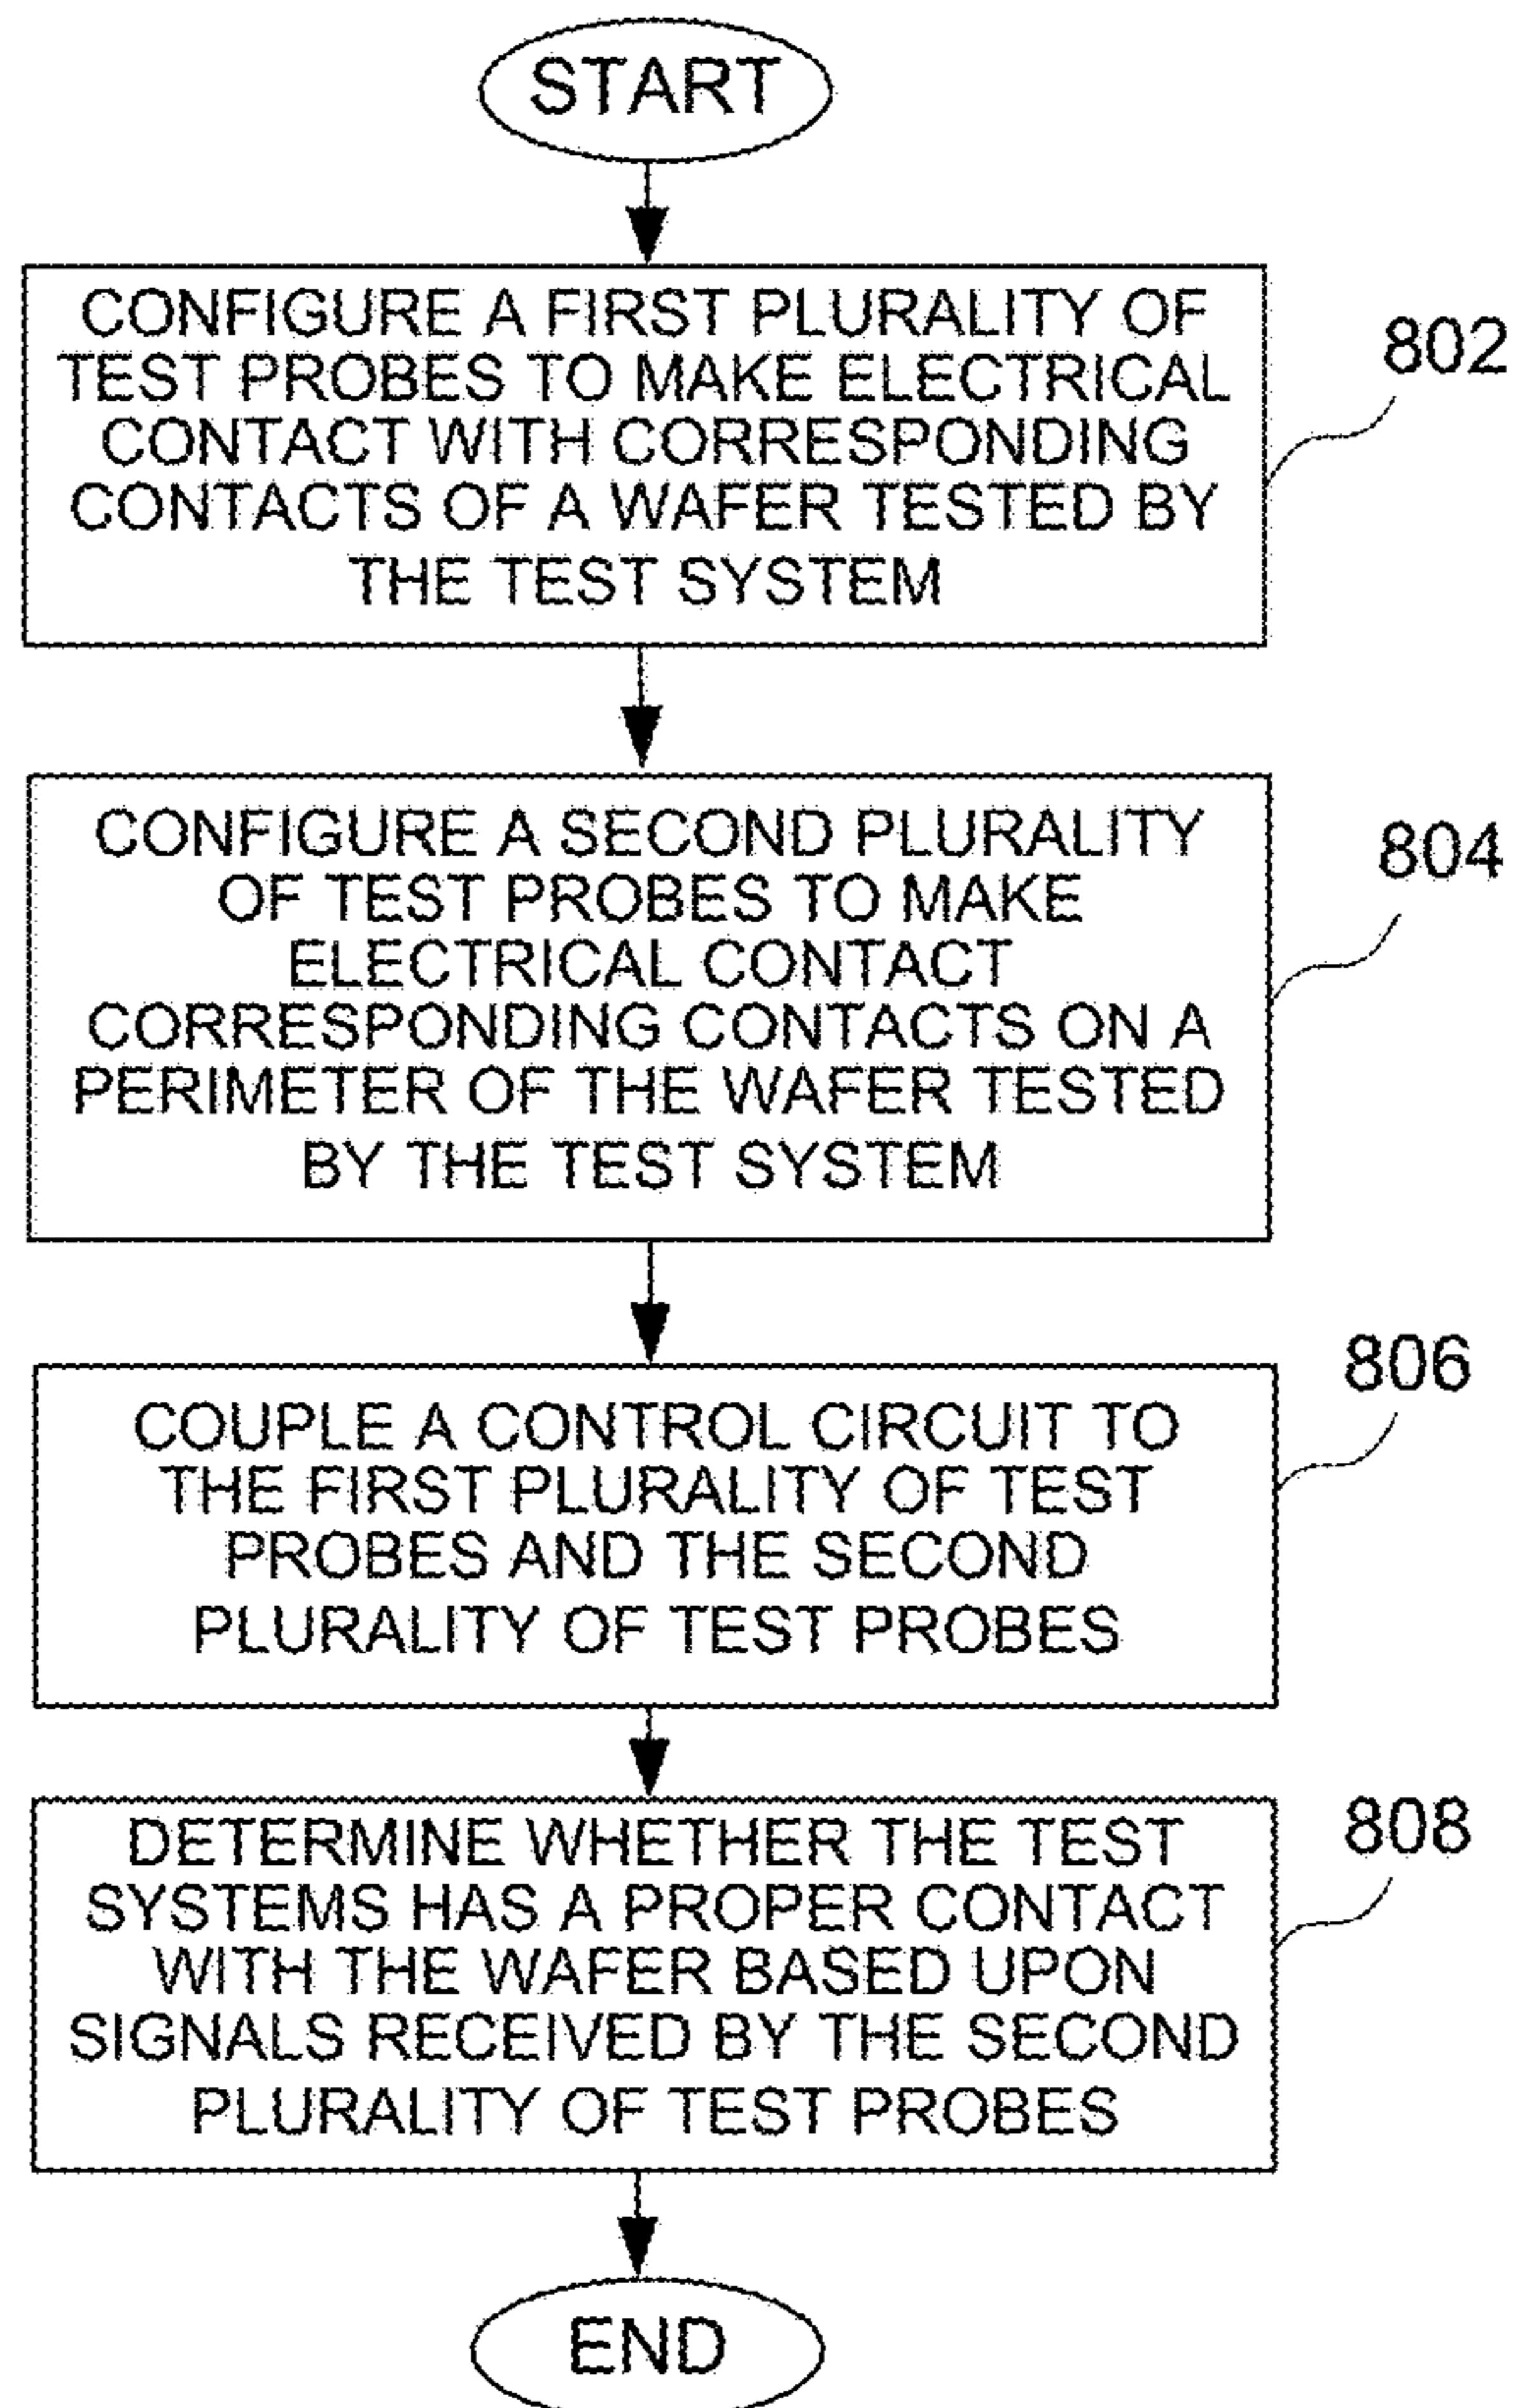 START
CONFIGURE A FIRST PLURALITY OF
TEST PROBES TO MAKE ELECTRICAL
CONTACT WITH CORRESPONDING
CONTACTS OF A WAFER TESTED BY
THE TEST SYSTEM
802
CONFIGURE A SECOND PLURALITY
OF TEST PROBES TO MAKE
ELECTRICAL CONTACT
CORRESPONDING CONTACTS ON A
PERIMETER OF THE WAFER TESTED
BY THE TEST SYSTEM
804
COUPLE A CONTROL CIRCUIT TO
THE FIRST PLURALITY OF TEST
PROBES AND THE SECOND
PLURALITY OF TEST PROBES
806
DETERMINE WHETHER THE TEST
SYSTEMS HAS A PROPER CONTACT
WITH THE WAFER BASED UPON
SIGNALS RECEIVED BY THE SECOND
PLURALITY OF TEST PROBES
808
END